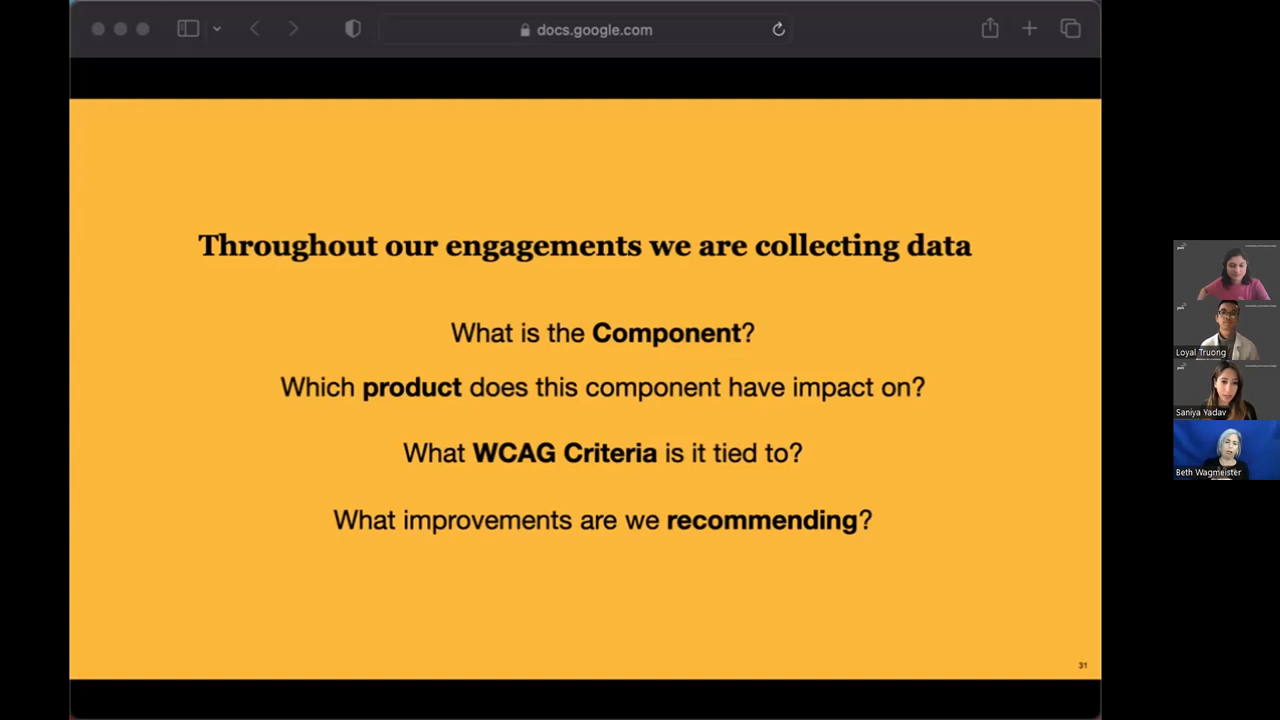 docs.google.com
Throughout our engagements we are collecting data
What is the Component?
Which product does this component have impact on?
What WCAG Criteria is it tied to?
What improvements are we recommending?
31
Loyal Truong
Saniya Yadav
Beth Wagmeister